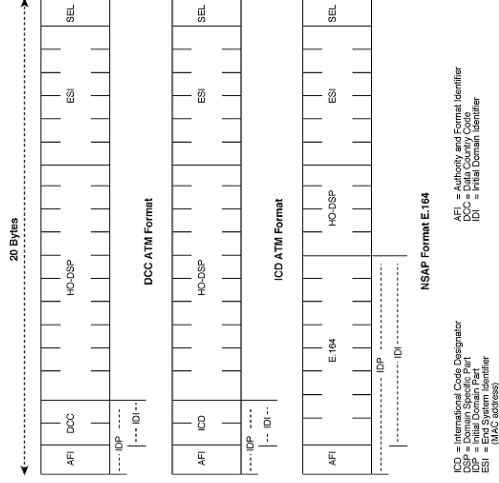 20 Bytes
AFI DCC HO-DSP ESI SEL
IDP
IDI
DCC ATM Format
AFI ICD HO-DSP ESI SEL
IDP
IDI
ICD ATM Format
AFI E.164 HO-DSP ESI SEL
IDP
IDI
NSAP Format E.164
ICD = International Code Designator
DSP = Domain Specific Part
IDP = Initial Domain Part
ESI = End System Identifier
(MAC address)
AFI = Authority and Format Identifier
DCC = Data Country Code
IDI = Initial Domain Identifier